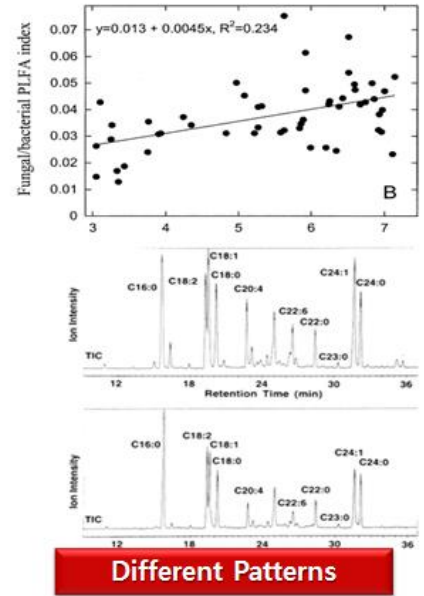 y=0.013 + 0.0045x, R²=0.234
Fungal/bacterial PLFA index
0.07
0.06
0.05
0.04
0.03
0.02
0.01
0
B
3 4 5 6 7
Ion Intensity
C16:0
C18:2
C18:1
C18:0
C20:4
C22:6
C22:0
C23:0
C24:1
C24:0
TIC
12 24 30 36
Retention Time (min)
Ion Intensity
C16:0
C18:2
C18:1
C18:0
C20:4
C22:6
C22:0
C23:0
C24:1
C24:0
TIC
12 24 30 36
Different Patterns